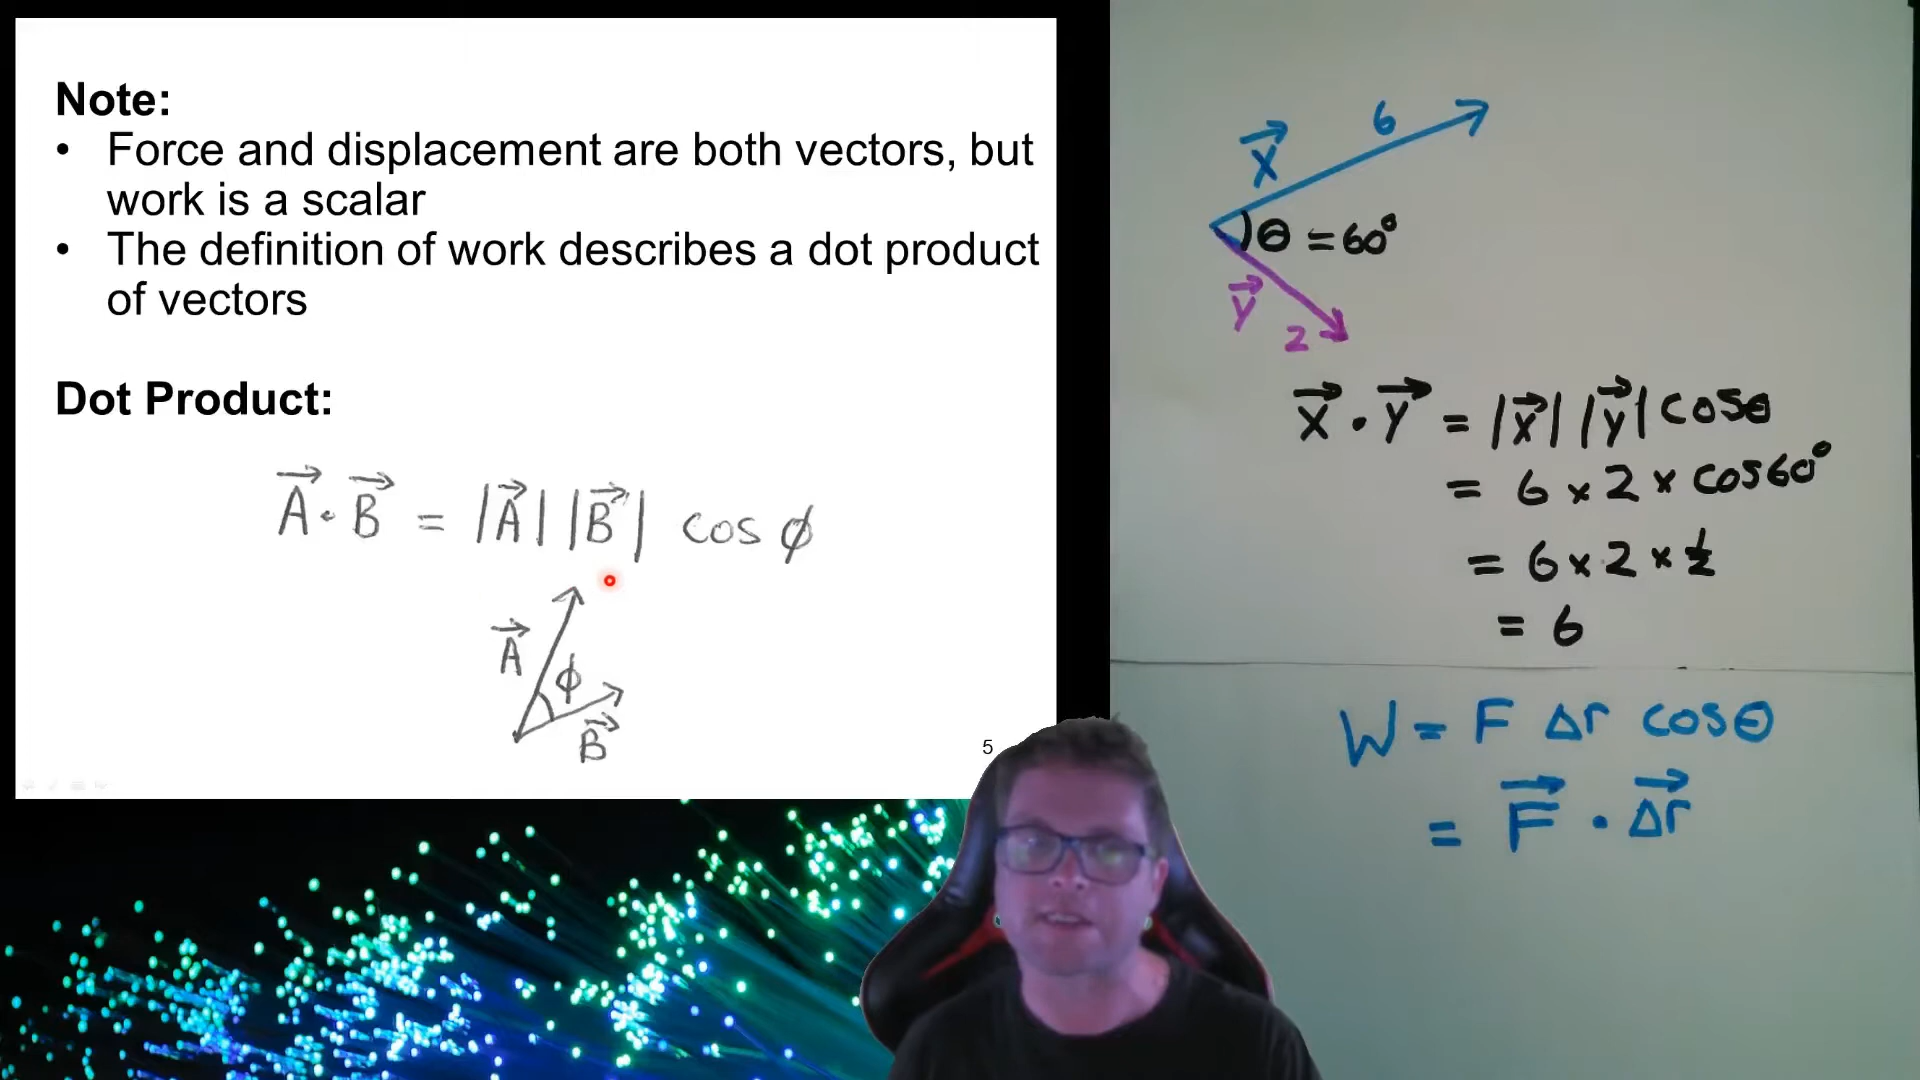 Note:
• Force and displacement are both vectors, but
work is a scalar
• The definition of work describes a dot product
of vectors
Dot Product:
A⃗ · B⃗ = |A⃗| |B⃗| cos ϕ
A⃗
ϕ
B⃗
5
6
X⃗
θ = 60°
y⃗
2
X⃗ · y⃗ = |X⃗| |y⃗| cosθ
= 6 × 2 × cos60°
= 6 × 2 × ½
= 6
W = F Δr cosθ
= F⃗ · Δr⃗